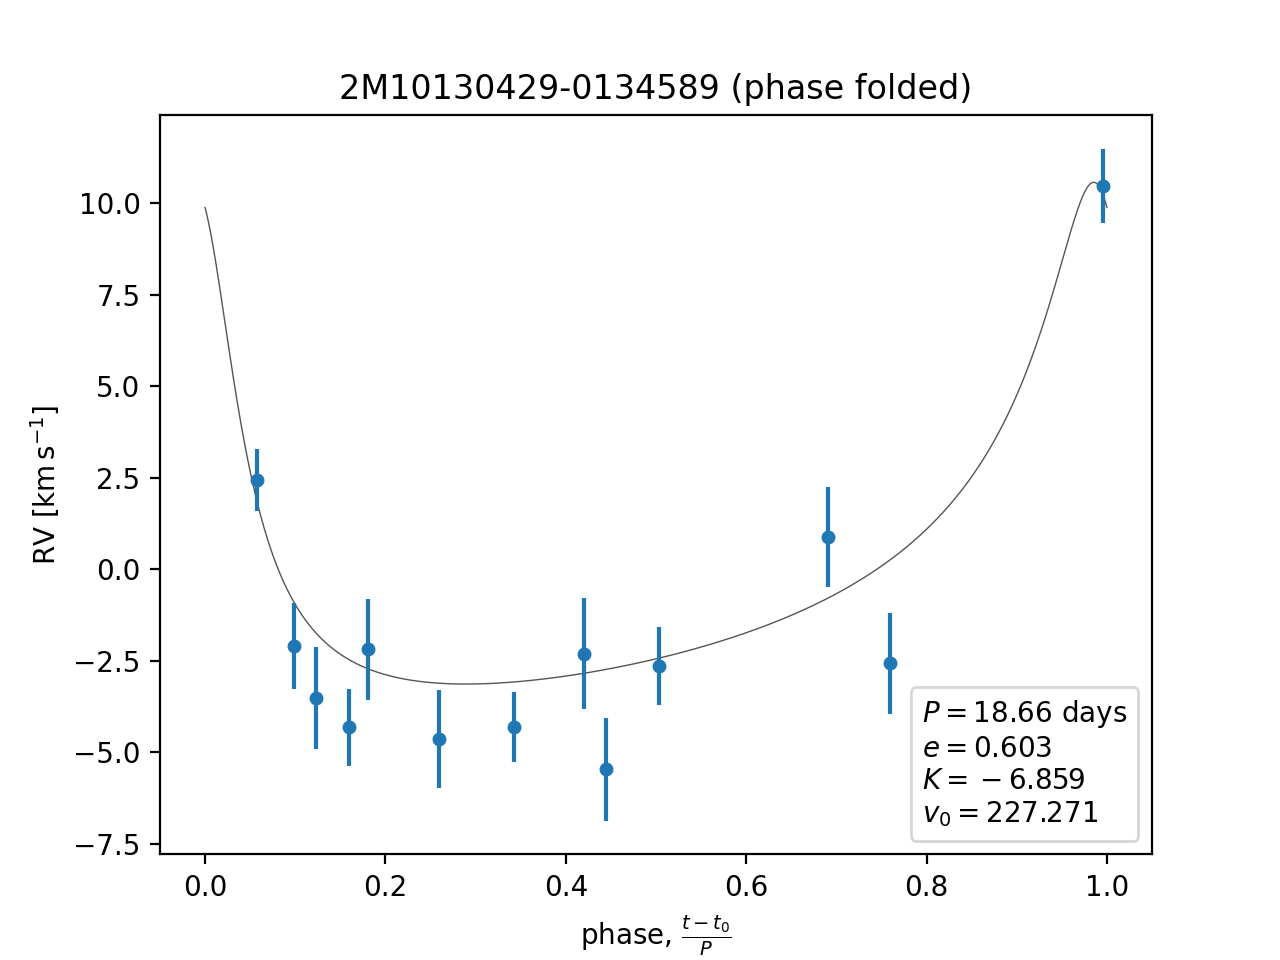 2M10130429-0134589 (phase folded)
10.0
7.5
5.0
2.5
0.0
−2.5
−5.0
−7.5
RV [km s⁻¹]
P = 18.66 days
e = 0.603
K = −6.859
v₀ = 227.271
0.0 0.2 0.4 0.6 0.8 1.0
phase, (t − t₀)/P